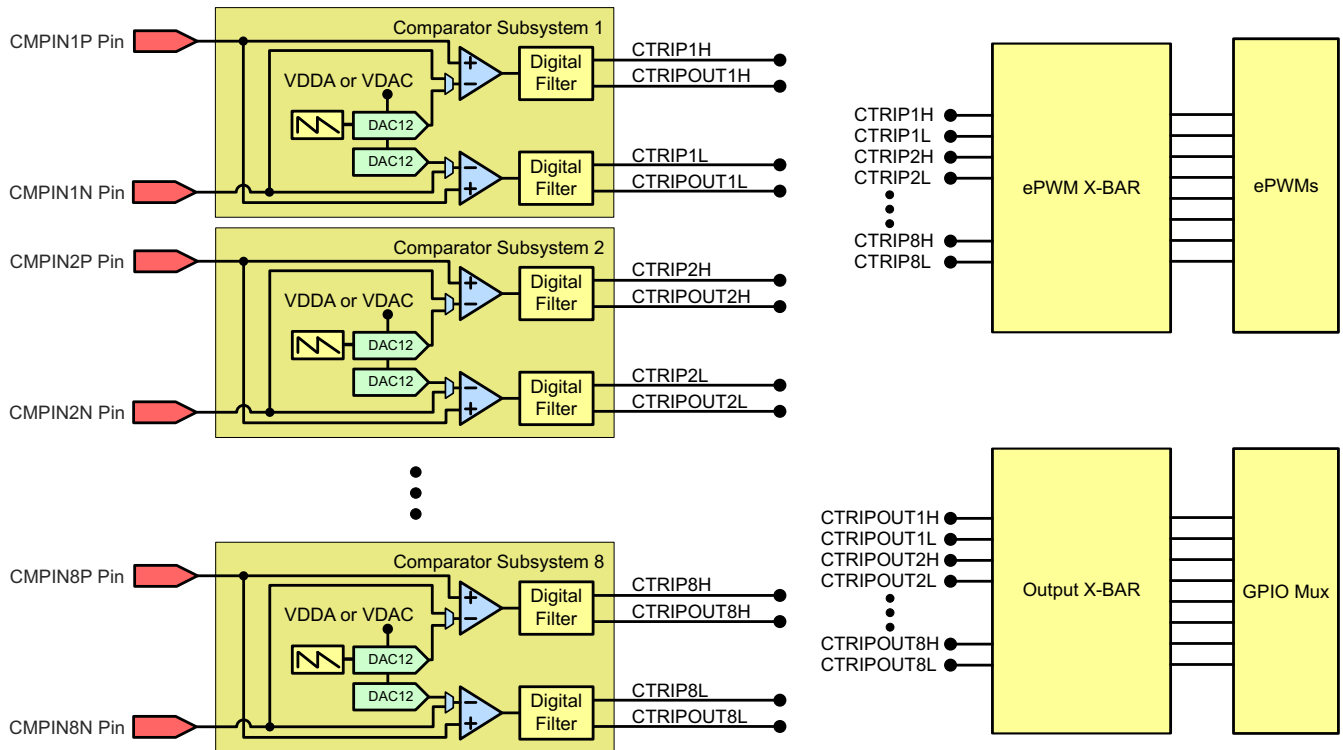 Comparator Subsystem 1
CMPIN1P Pin
VDDA or VDAC
DAC12
DAC12
Digital
Filter
CTRIP1H
CTRIPOUT1H
Digital
Filter
CTRIP1L
CTRIPOUT1L
CMPIN1N Pin
Comparator Subsystem 2
CMPIN2P Pin
VDDA or VDAC
DAC12
DAC12
Digital
Filter
CTRIP2H
CTRIPOUT2H
Digital
Filter
CTRIP2L
CTRIPOUT2L
CMPIN2N Pin
Comparator Subsystem 8
CMPIN8P Pin
VDDA or VDAC
DAC12
DAC12
Digital
Filter
CTRIP8H
CTRIPOUT8H
Digital
Filter
CTRIP8L
CTRIPOUT8L
CMPIN8N Pin
CTRIP1H
CTRIP1L
CTRIP2H
CTRIP2L
CTRIP8H
CTRIP8L
ePWM X-BAR
ePWMs
CTRIPOUT1H
CTRIPOUT1L
CTRIPOUT2H
CTRIPOUT2L
CTRIPOUT8H
CTRIPOUT8L
Output X-BAR
GPIO Mux